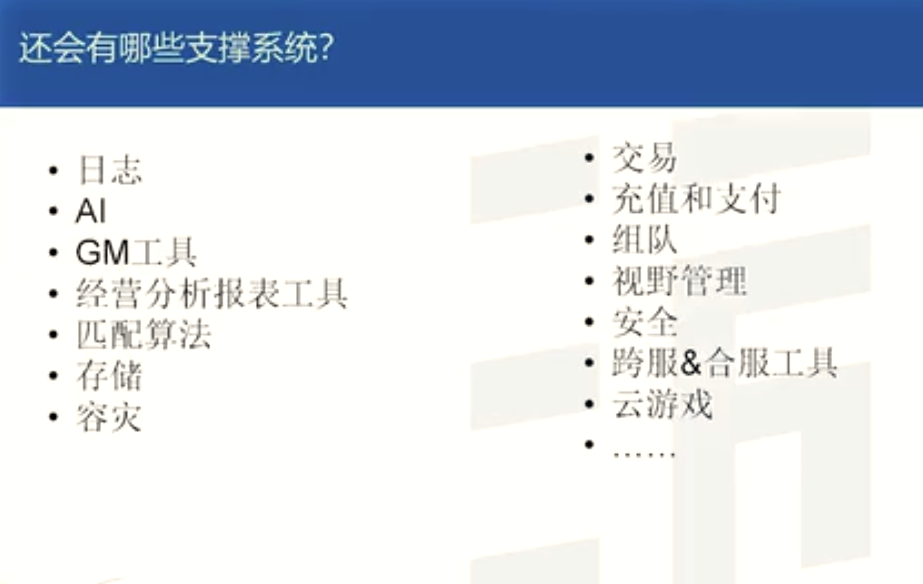 还会有哪些支撑系统?
• 日志
• AI
• GM工具
• 经营分析报表工具
• 匹配算法
• 存储
• 容灾
• 交易
• 充值和支付
• 组队
• 视野管理
• 安全
• 跨服&合服工具
• 云游戏
• ……